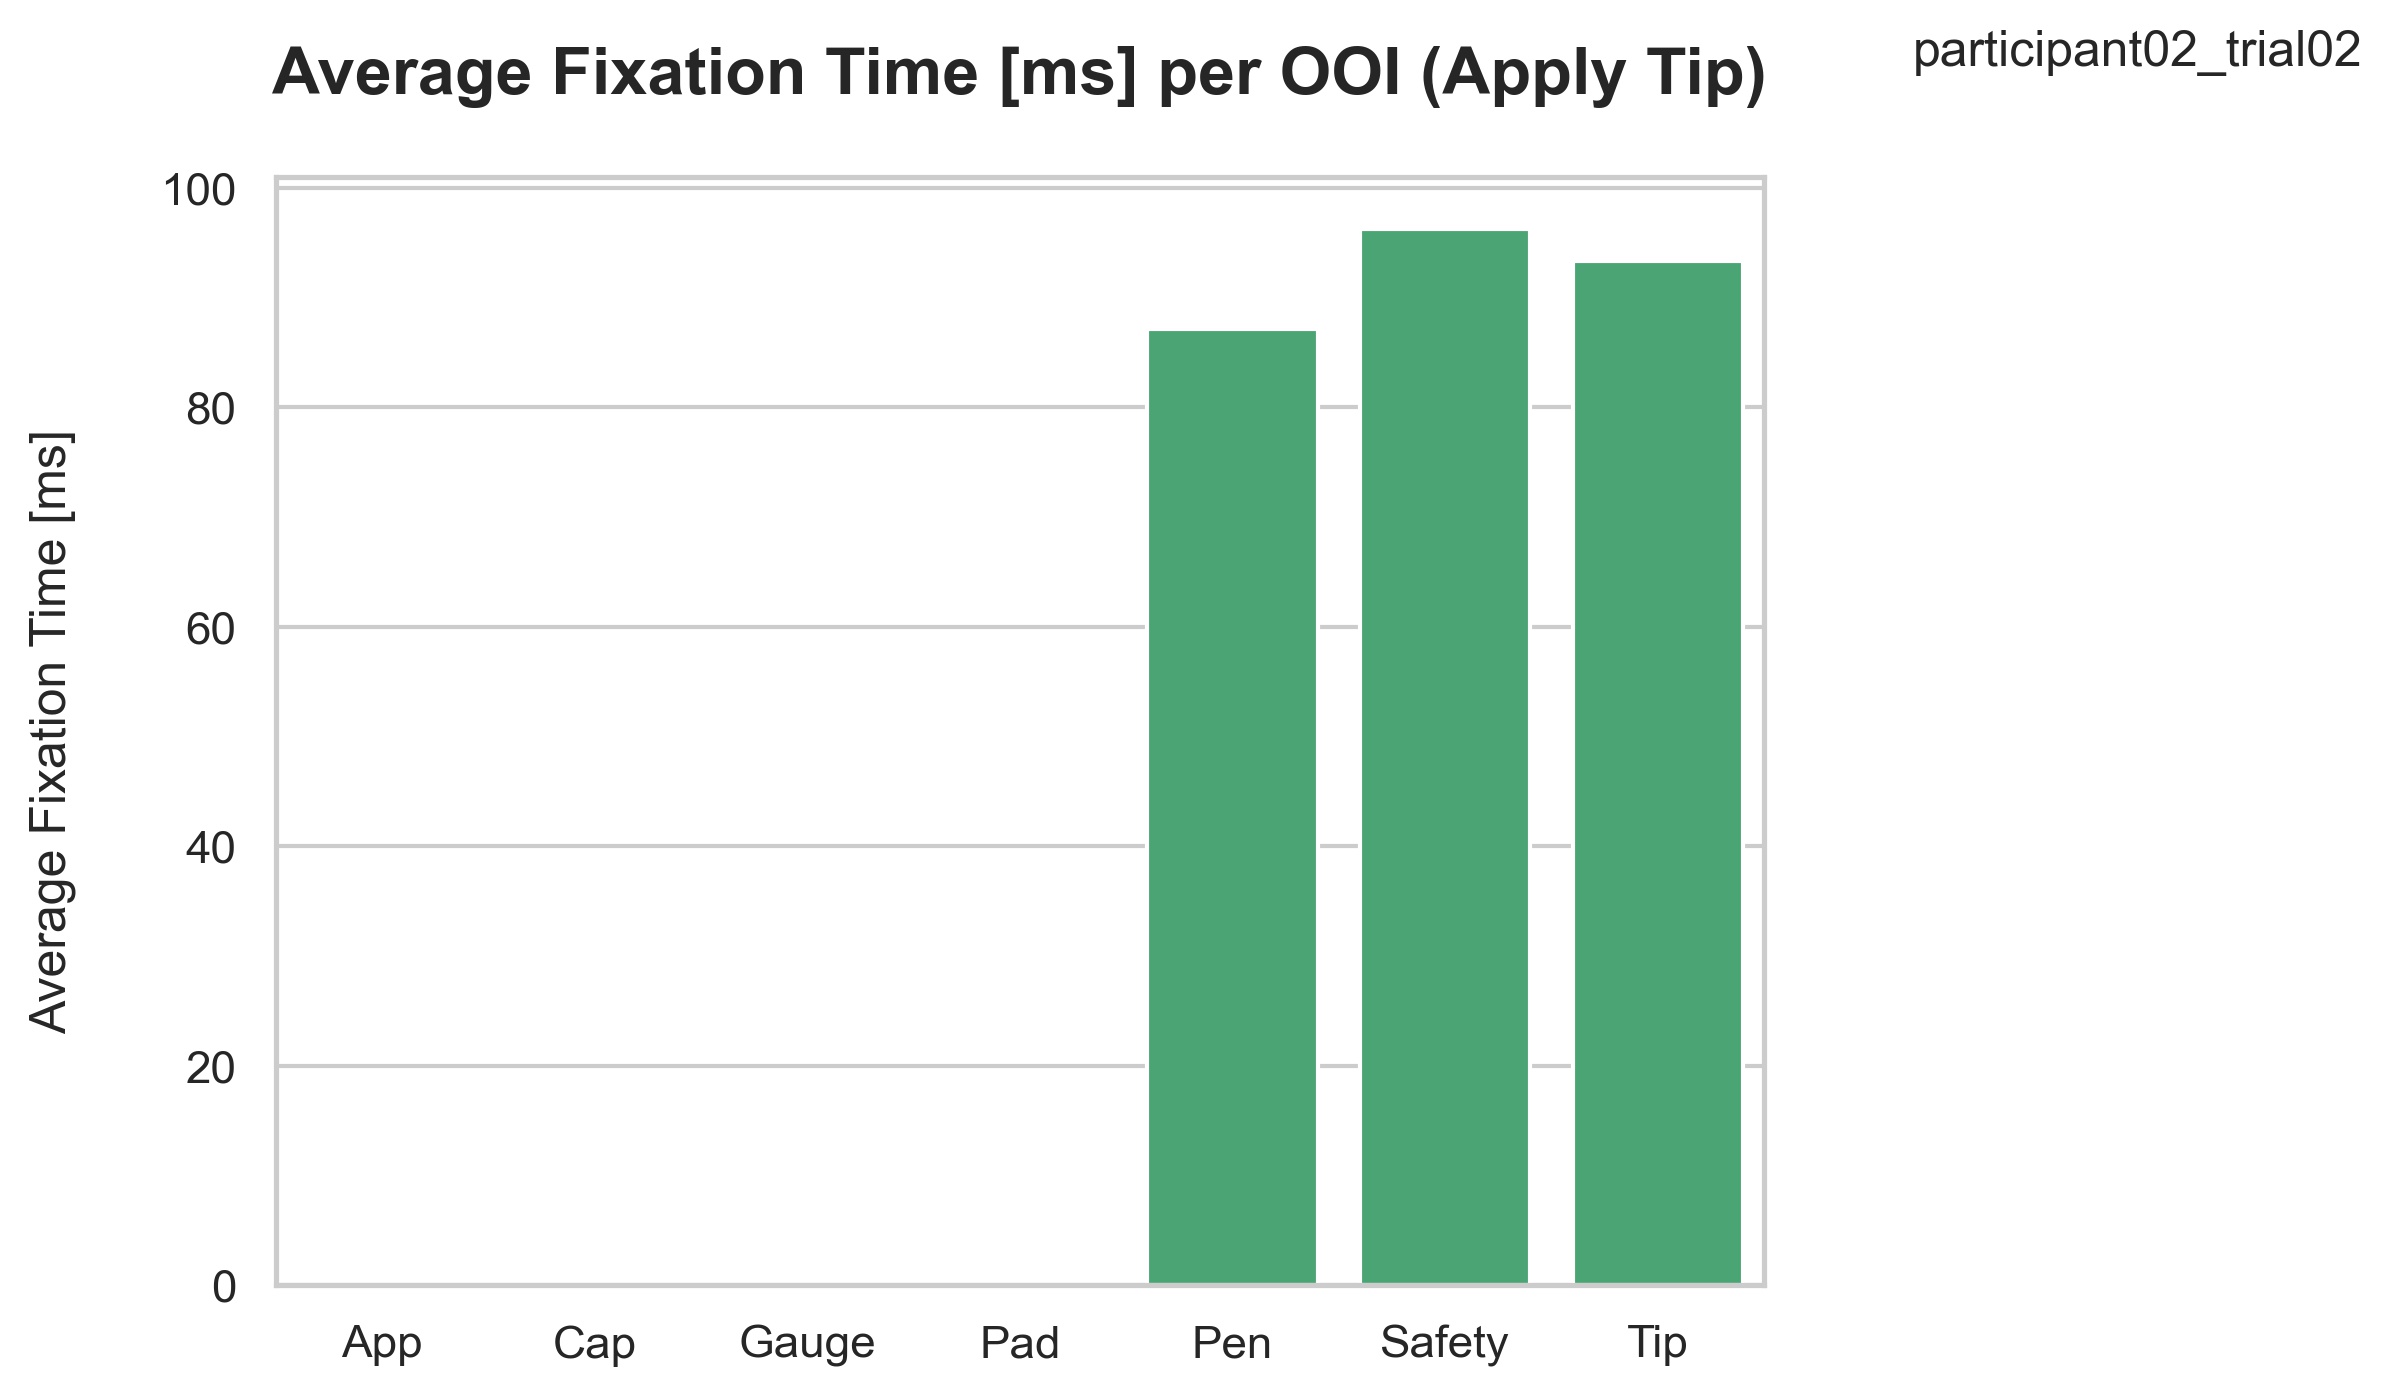 participant02_trial02
Average Fixation Time [ms] per OOI (Apply Tip)
Average Fixation Time [ms]
100
80
60
40
20
0
App Cap Gauge Pad Pen Safety Tip